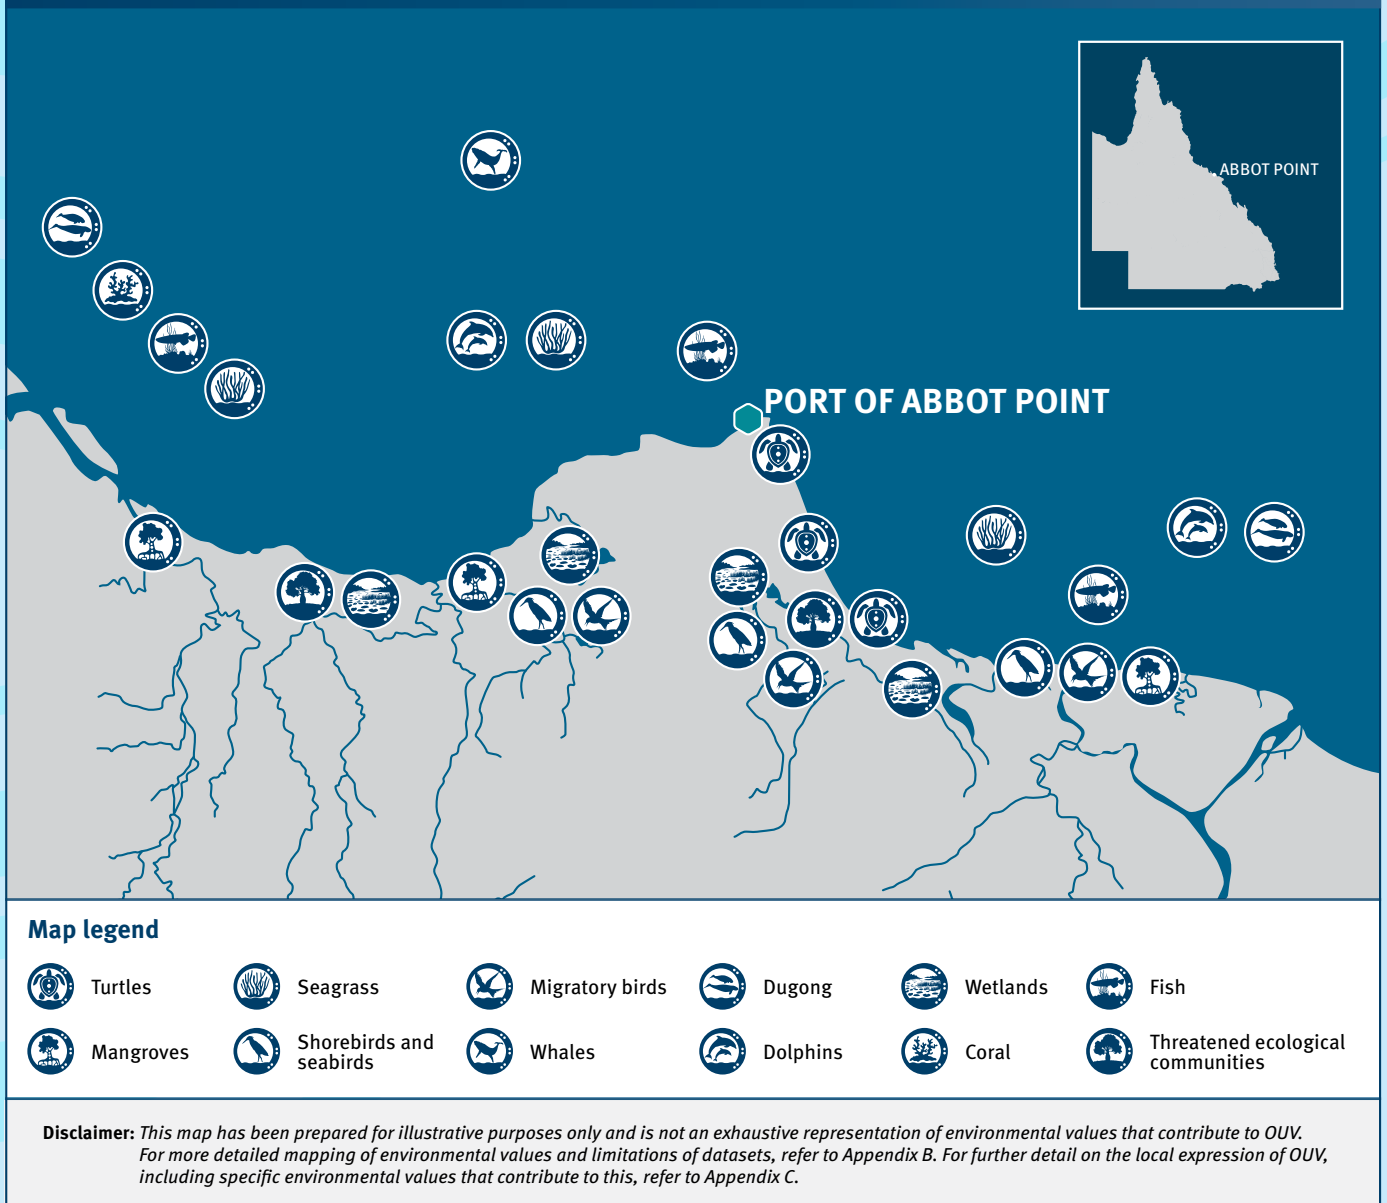 ABBOT POINT
PORT OF ABBOT POINT
Map legend
Turtles
Seagrass
Migratory birds
Dugong
Wetlands
Fish
Mangroves
Shorebirds and
seabirds
Whales
Dolphins
Coral
Threatened ecological
communities
Disclaimer: This map has been prepared for illustrative purposes only and is not an exhaustive representation of environmental values that contribute to OUV.
For more detailed mapping of environmental values and limitations of datasets, refer to Appendix B. For further detail on the local expression of OUV,
including specific environmental values that contribute to this, refer to Appendix C.